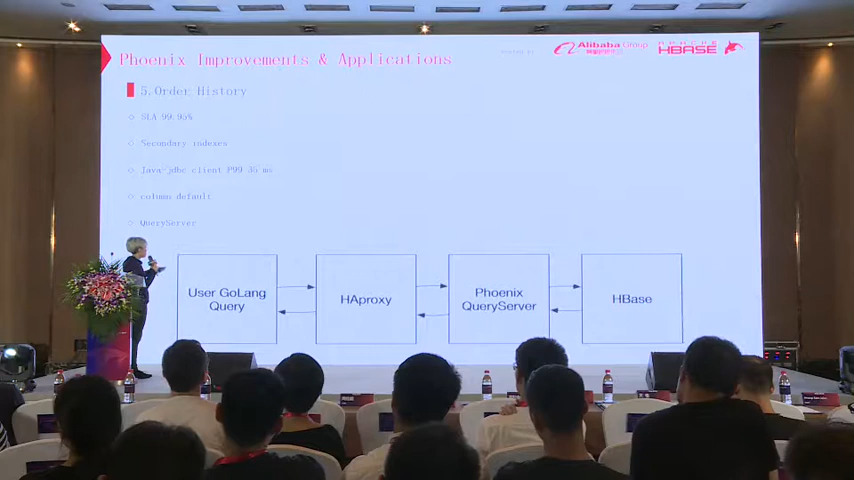 Phoenix Improvements & Applications
Alibaba Group
APACHE
HBASE
5.Order History
SLA 99.95%
Secondary indexes
Java-jdbc client P99 35 ms
column default
QueryServer
User GoLang
Query
HAproxy
Phoenix
QueryServer
HBase